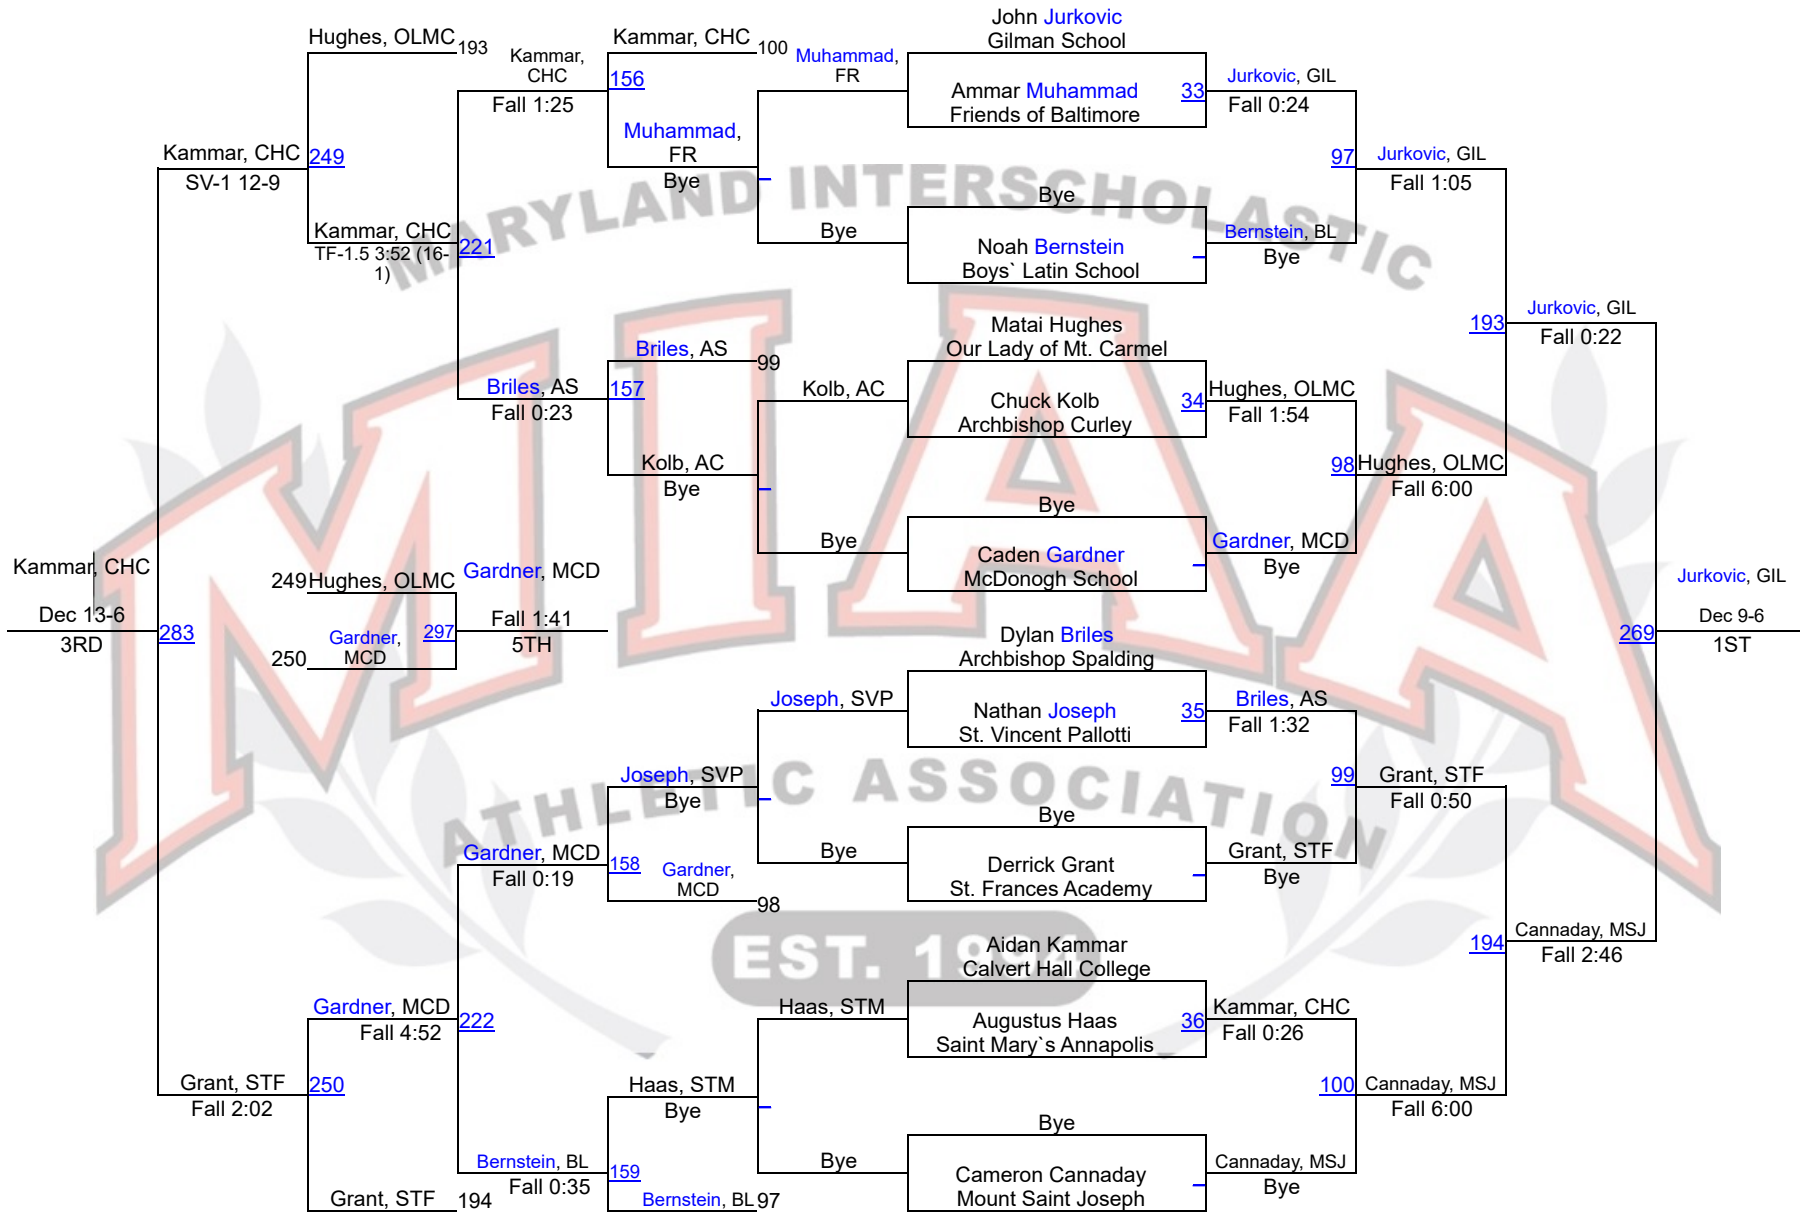 John Jurkovic
Gilman School
Ammar Muhammad
Friends of Baltimore
33
Bye
Noah Bernstein
Boys` Latin School
Matai Hughes
Our Lady of Mt. Carmel
Chuck Kolb
Archbishop Curley
34
Bye
Caden Gardner
McDonogh School
Dylan Briles
Archbishop Spalding
Nathan Joseph
St. Vincent Pallotti
35
Bye
Derrick Grant
St. Frances Academy
Aidan Kammar
Calvert Hall College
Augustus Haas
Saint Mary`s Annapolis
36
Bye
Cameron Cannaday
Mount Saint Joseph
Jurkovic, GIL
Fall 0:24
97
Bernstein, BL
Bye
Hughes, OLMC
Fall 1:54
98
Gardner, MCD
Bye
Briles, AS
Fall 1:32
99
Grant, STF
Bye
Kammar, CHC
Fall 0:26
100
Cannaday, MSJ
Bye
Jurkovic, GIL
Fall 1:05
193
Hughes, OLMC
Fall 6:00
Grant, STF
Fall 0:50
194
Cannaday, MSJ
Fall 6:00
Jurkovic, GIL
Fall 0:22
269
Cannaday, MSJ
Fall 2:46
Jurkovic, GIL
Dec 9-6
1ST
Muhammad,
FR
Bye
Kolb, AC
Bye
Joseph, SVP
Bye
Haas, STM
Bye
Kammar, CHC
100
156
Muhammad,
FR
Bye
Briles, AS
99
157
Kolb, AC
Bye
Joseph, SVP
Bye
158
Gardner,
MCD
98
Haas, STM
Bye
159
Bernstein, BL
97
Kammar,
CHC
Fall 1:25
221
Briles, AS
Fall 0:23
Gardner, MCD
Fall 0:19
222
Bernstein, BL
Fall 0:35
Hughes, OLMC
193
249
Kammar, CHC
TF-1.5 3:52 (16-
1)
Gardner, MCD
Fall 4:52
250
Grant, STF
194
Kammar, CHC
SV-1 12-9
283
Grant, STF
Fall 2:02
Kammar, CHC
Dec 13-6
3RD
249
Hughes, OLMC
250
Gardner,
MCD
297
Gardner, MCD
Fall 1:41
5TH
MARYLAND INTERSCHOLASTIC
MIAA
ATHLETIC ASSOCIATION
EST. 1994